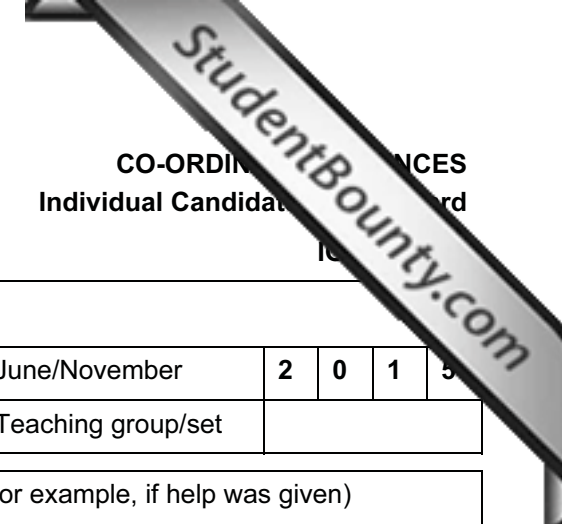 StudentBounty.com
CO-ORDIN NCES
Individual Candidat rd
June/November 2 0 1 5
Teaching group/set
or example, if help was given)